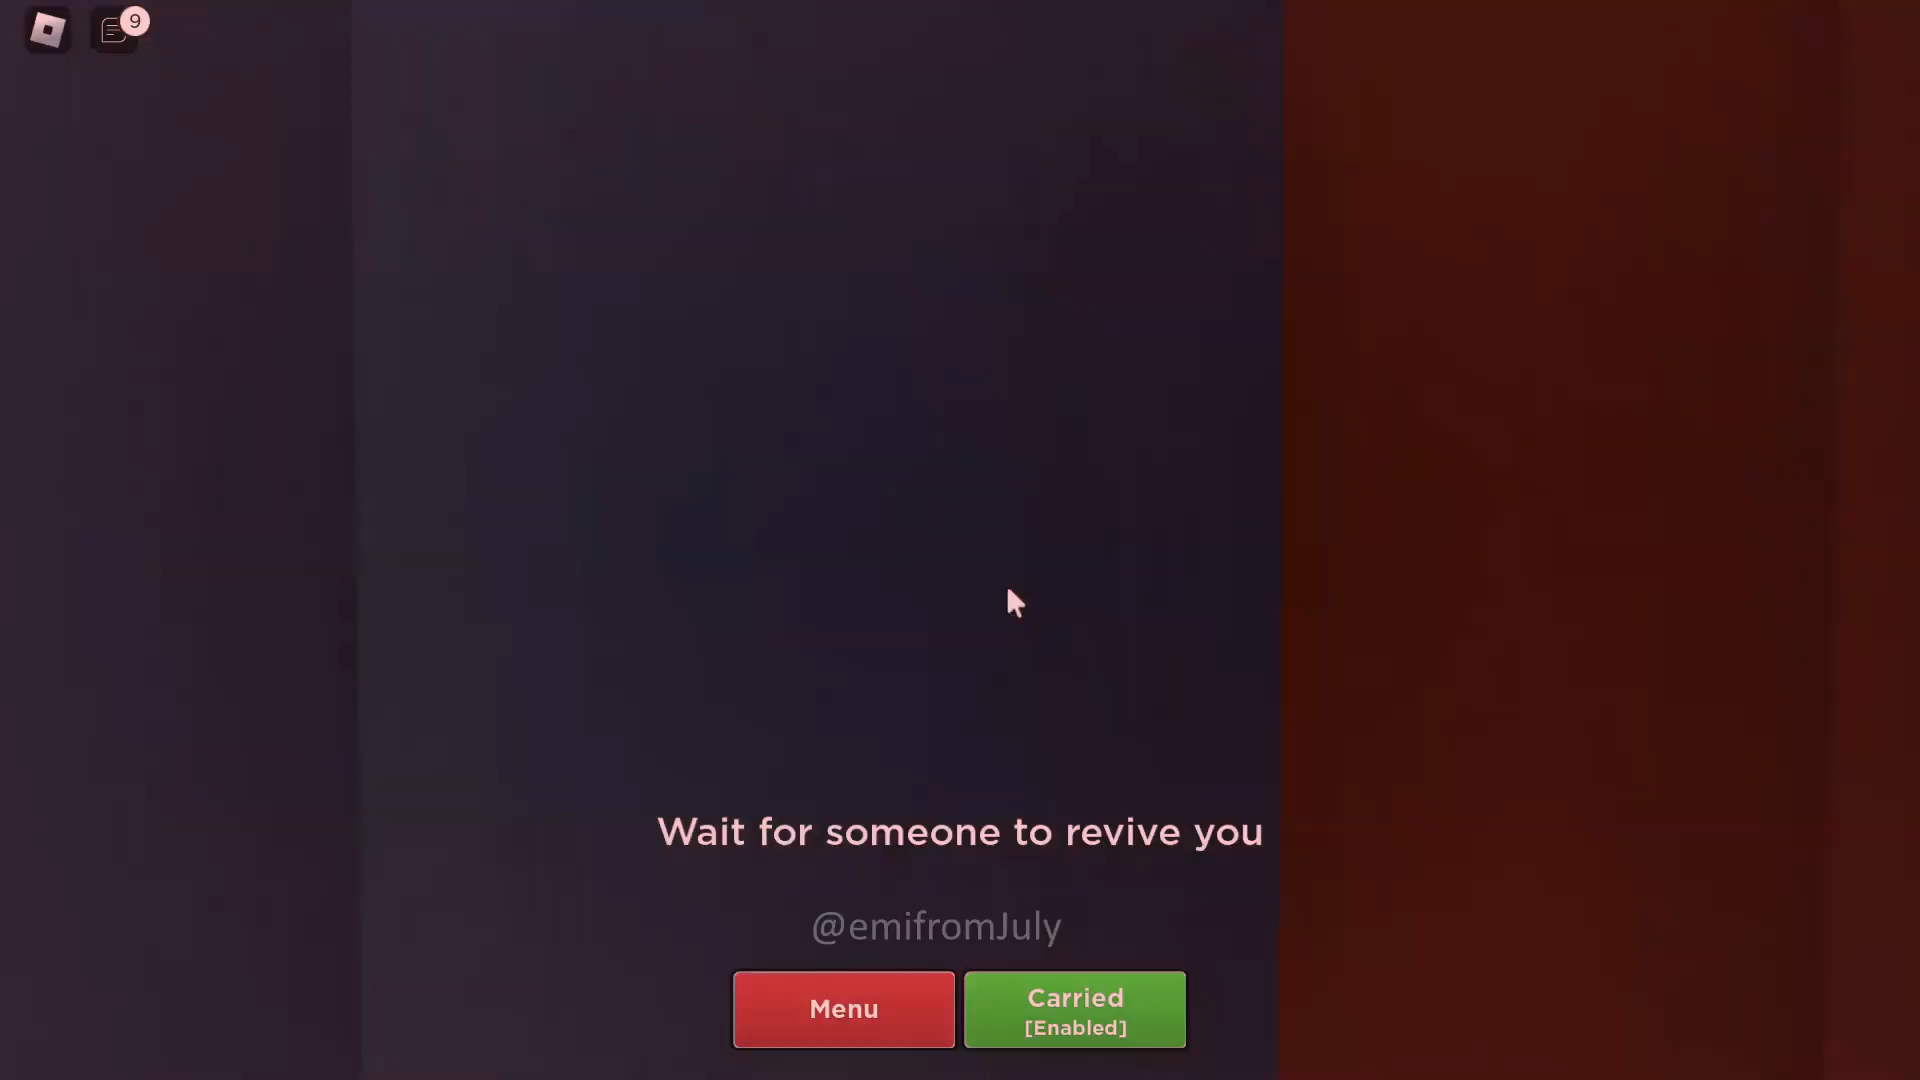 9
Wait for someone to revive you
@emifromJuly
Menu
Carried
[Enabled]